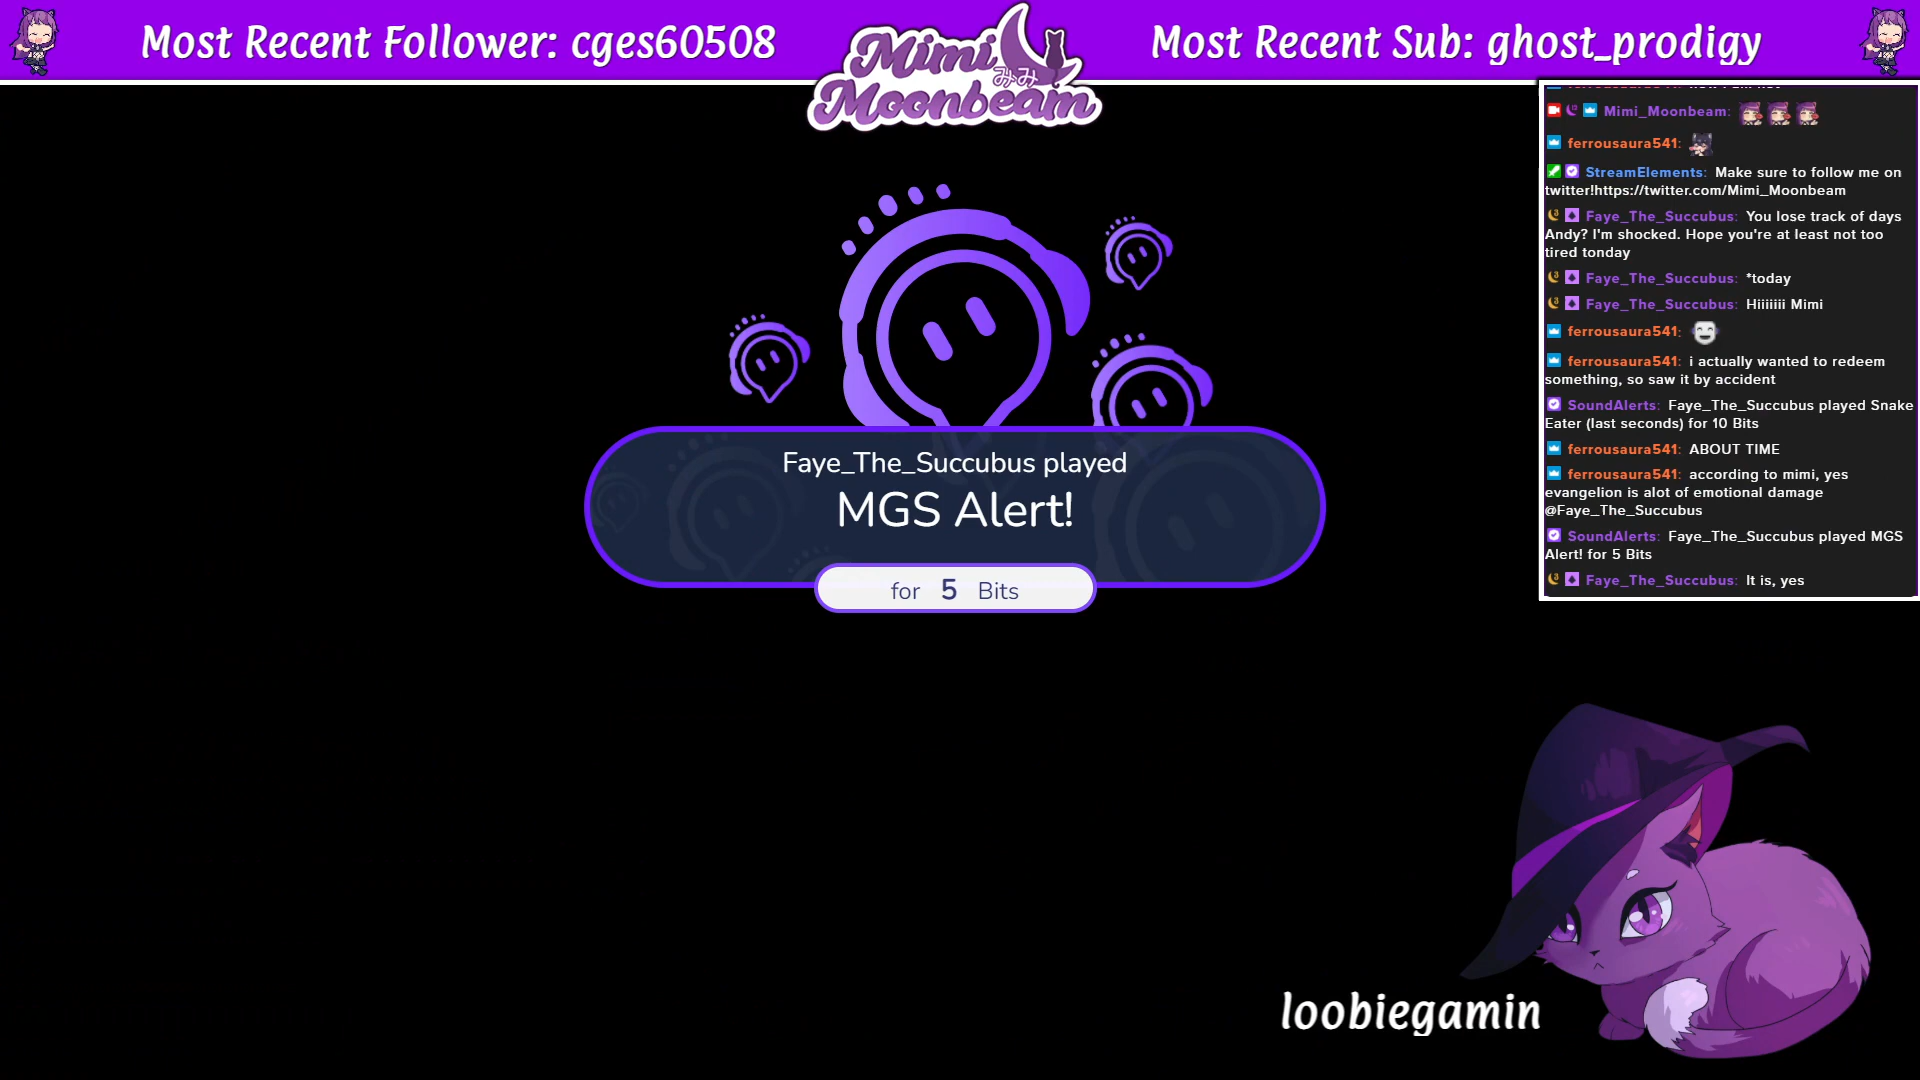 Most Recent Follower: cges60508
Mimi
みみ
Moonbeam
Most Recent Sub: ghost_prodigy
Mimi_Moonbeam:
ferrousaura541:
StreamElements: Make sure to follow me on
twitter!https://twitter.com/Mimi_Moonbeam
Faye_The_Succubus: You lose track of days
Andy? I'm shocked. Hope you're at least not too
tired tonday
Faye_The_Succubus: *today
Faye_The_Succubus: Hiiiiiii Mimi
ferrousaura541:
ferrousaura541: i actually wanted to redeem
something, so saw it by accident
SoundAlerts: Faye_The_Succubus played Snake
Eater (last seconds) for 10 Bits
ferrousaura541: ABOUT TIME
ferrousaura541: according to mimi, yes
evangelion is alot of emotional damage
@Faye_The_Succubus
SoundAlerts: Faye_The_Succubus played MGS
Alert! for 5 Bits
Faye_The_Succubus: It is, yes
Faye_The_Succubus played
MGS Alert!
for 5 Bits
loobiegamin